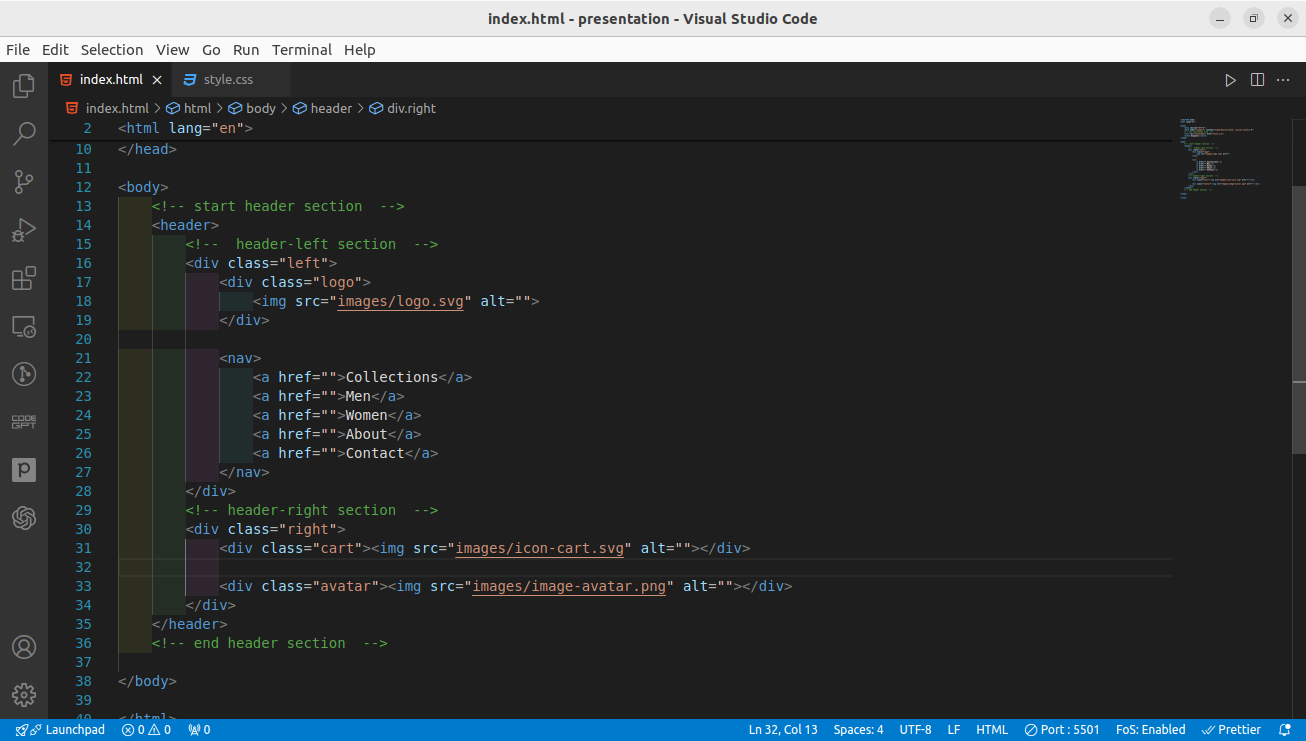 index.html - presentation - Visual Studio Code
File Edit Selection View Go Run Terminal Help
index.html style.css
index.html > html > body > header > div.right
2 <html lang="en">
10 </head>
11
12 <body>
13 <!-- start header section  -->
14 <header>
15 <!--  header-left section  -->
16 <div class="left">
17 <div class="logo">
18 <img src="images/logo.svg" alt="">
19 </div>
20
21 <nav>
22 <a href="">Collections</a>
23 <a href="">Men</a>
24 <a href="">Women</a>
25 <a href="">About</a>
26 <a href="">Contact</a>
27 </nav>
28 </div>
29 <!-- header-right section  -->
30 <div class="right">
31 <div class="cart"><img src="images/icon-cart.svg" alt=""></div>
32
33 <div class="avatar"><img src="images/image-avatar.png" alt=""></div>
34 </div>
35 </header>
36 <!-- end header section  -->
37
38 </body>
39
40 </html>
CODE
GPT
Launchpad 0 0 0 Ln 32, Col 13 Spaces: 4 UTF-8 LF HTML Port : 5501 FoS: Enabled Prettier